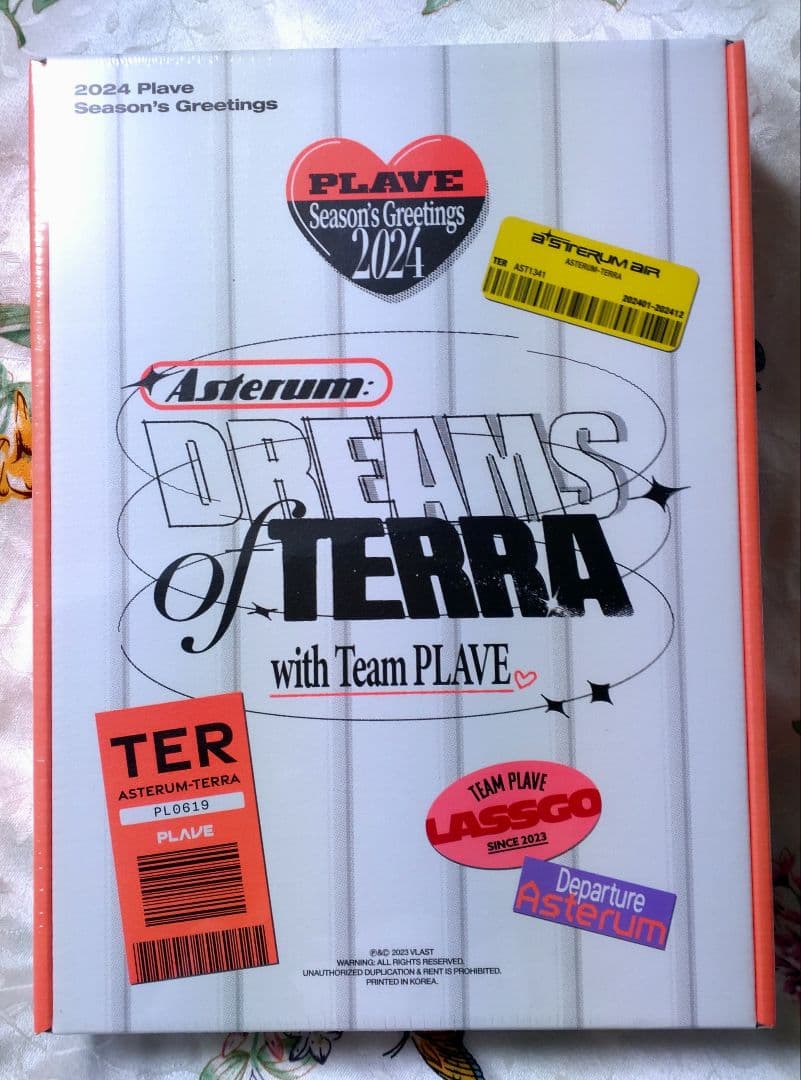 2024 Plave
Season's Greetings
PLAVE
Season's Greetings
2024
asterum air
ASTERUM-TERRA
TER AST1341
202401-202412
Asterum:
DREAMS
of TERRA
with Team PLAVE
TER
ASTERUM-TERRA
PL0619
PLAVE
TEAM PLAVE
LASSGO
SINCE 2023
Departure
Asterum
℗&© 2023 VLAST
WARNING: ALL RIGHTS RESERVED.
UNAUTHORIZED DUPLICATION & RENT IS PROHIBITED.
PRINTED IN KOREA.